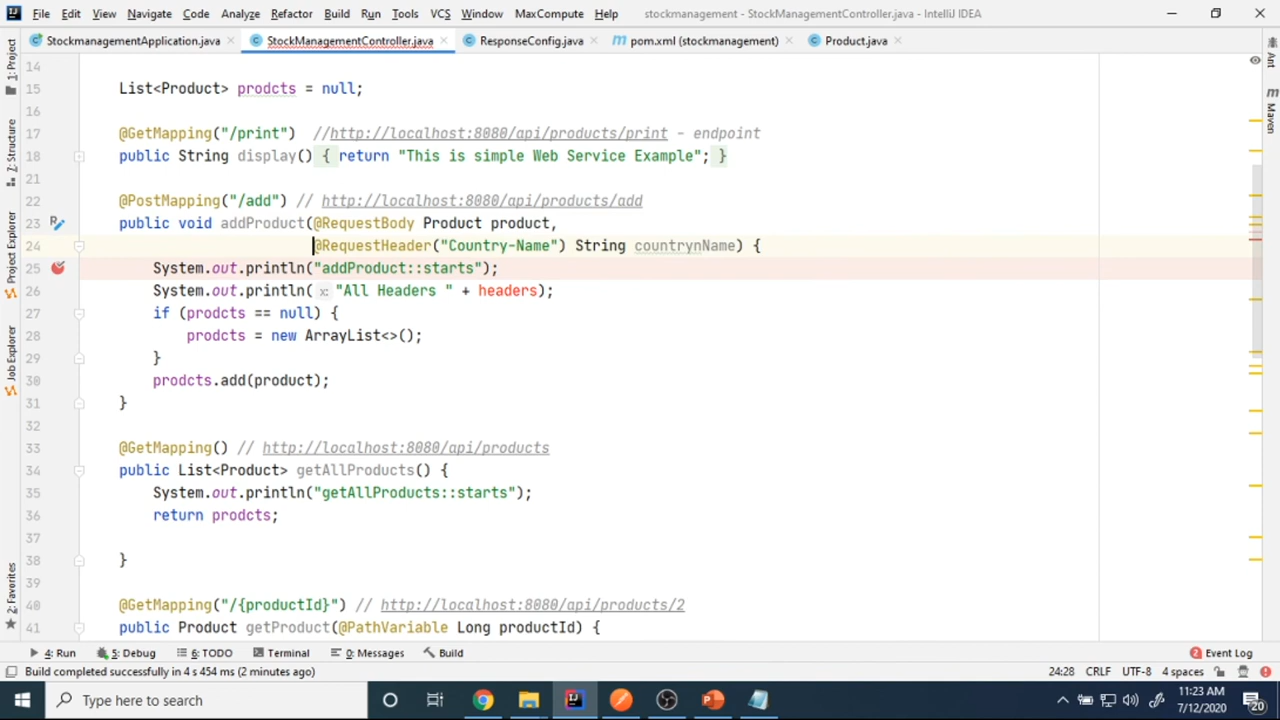 File Edit View Navigate Code Analyze Refactor Build Run Tools VCS Window MaxCompute Help stockmanagement - StockManagementController.java - IntelliJ IDEA
StockmanagementApplication.java StockManagementController.java ResponseConfig.java pom.xml (stockmanagement) Product.java
1: Project
Z: Structure
Project Explorer
Job Explorer
2: Favorites
Ant
Maven
14
15 List<Product> prodcts = null;
16
17 @GetMapping("/print") //http://localhost:8080/api/products/print - endpoint
18 public String display() { return "This is simple Web Service Example"; }
21
22 @PostMapping("/add") // http://localhost:8080/api/products/add
23 public void addProduct(@RequestBody Product product,
24 @RequestHeader("Country-Name") String countrynName) {
25 System.out.println("addProduct::starts");
26 System.out.println( x: "All Headers " + headers);
27 if (prodcts == null) {
28 prodcts = new ArrayList<>();
29 }
30 prodcts.add(product);
31 }
32
33 @GetMapping() // http://localhost:8080/api/products
34 public List<Product> getAllProducts() {
35 System.out.println("getAllProducts::starts");
36 return prodcts;
37
38 }
39
40 @GetMapping("/{productId}") // http://localhost:8080/api/products/2
41 public Product getProduct(@PathVariable Long productId) {
4: Run 5: Debug 6: TODO Terminal 0: Messages Build 2 Event Log
Build completed successfully in 4 s 454 ms (2 minutes ago) 24:28 CRLF UTF-8 4 spaces
Type here to search
11:23 AM
7/12/2020
20